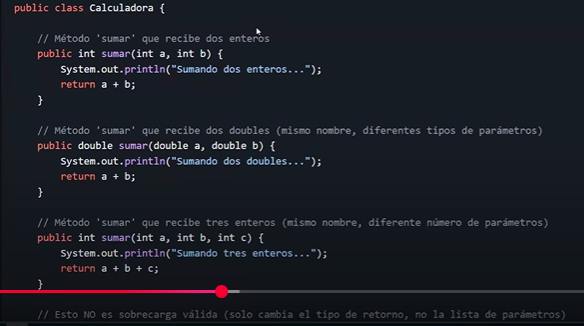 public class Calculadora {
// Método 'sumar' que recibe dos enteros
public int sumar(int a, int b) {
System.out.println("Sumando dos enteros...");
return a + b;
}
// Método 'sumar' que recibe dos doubles (mismo nombre, diferentes tipos de parámetros)
public double sumar(double a, double b) {
System.out.println("Sumando dos doubles...");
return a + b;
}
// Método 'sumar' que recibe tres enteros (mismo nombre, diferente número de parámetros)
public int sumar(int a, int b, int c) {
System.out.println("Sumando tres enteros...");
return a + b + c;
}
// Esto NO es sobrecarga válida (solo cambia el tipo de retorno, no la lista de parámetros)